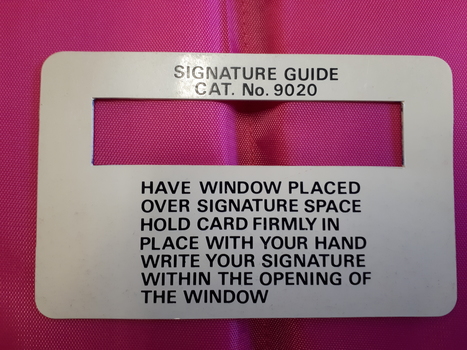 SIGNATURE GUIDE
CAT. No. 9020
HAVE WINDOW PLACED
OVER SIGNATURE SPACE
HOLD CARD FIRMLY IN
PLACE WITH YOUR HAND
WRITE YOUR SIGNATURE
WITHIN THE OPENING OF
THE WINDOW